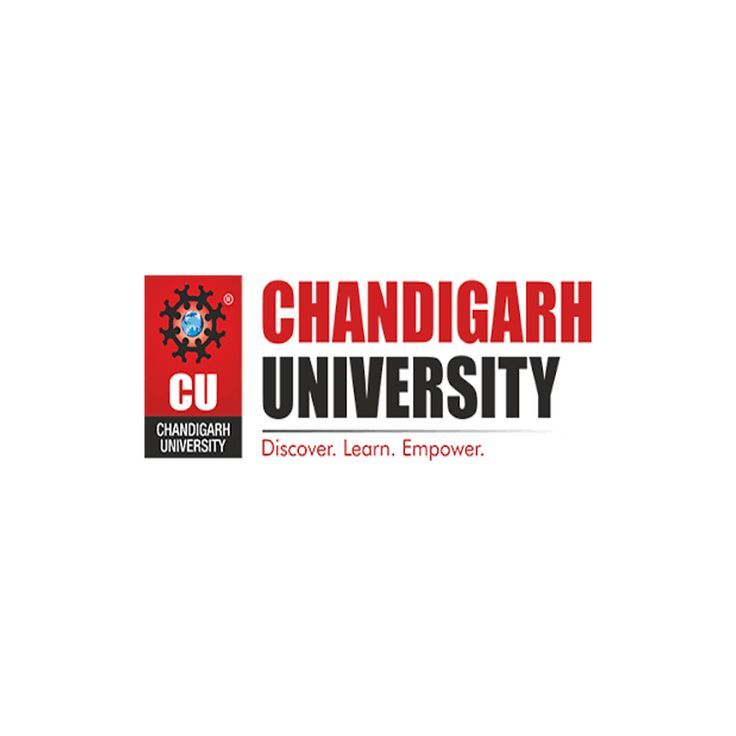 ®
CU
CHANDIGARH
UNIVERSITY
CHANDIGARH
UNIVERSITY
Discover. Learn. Empower.